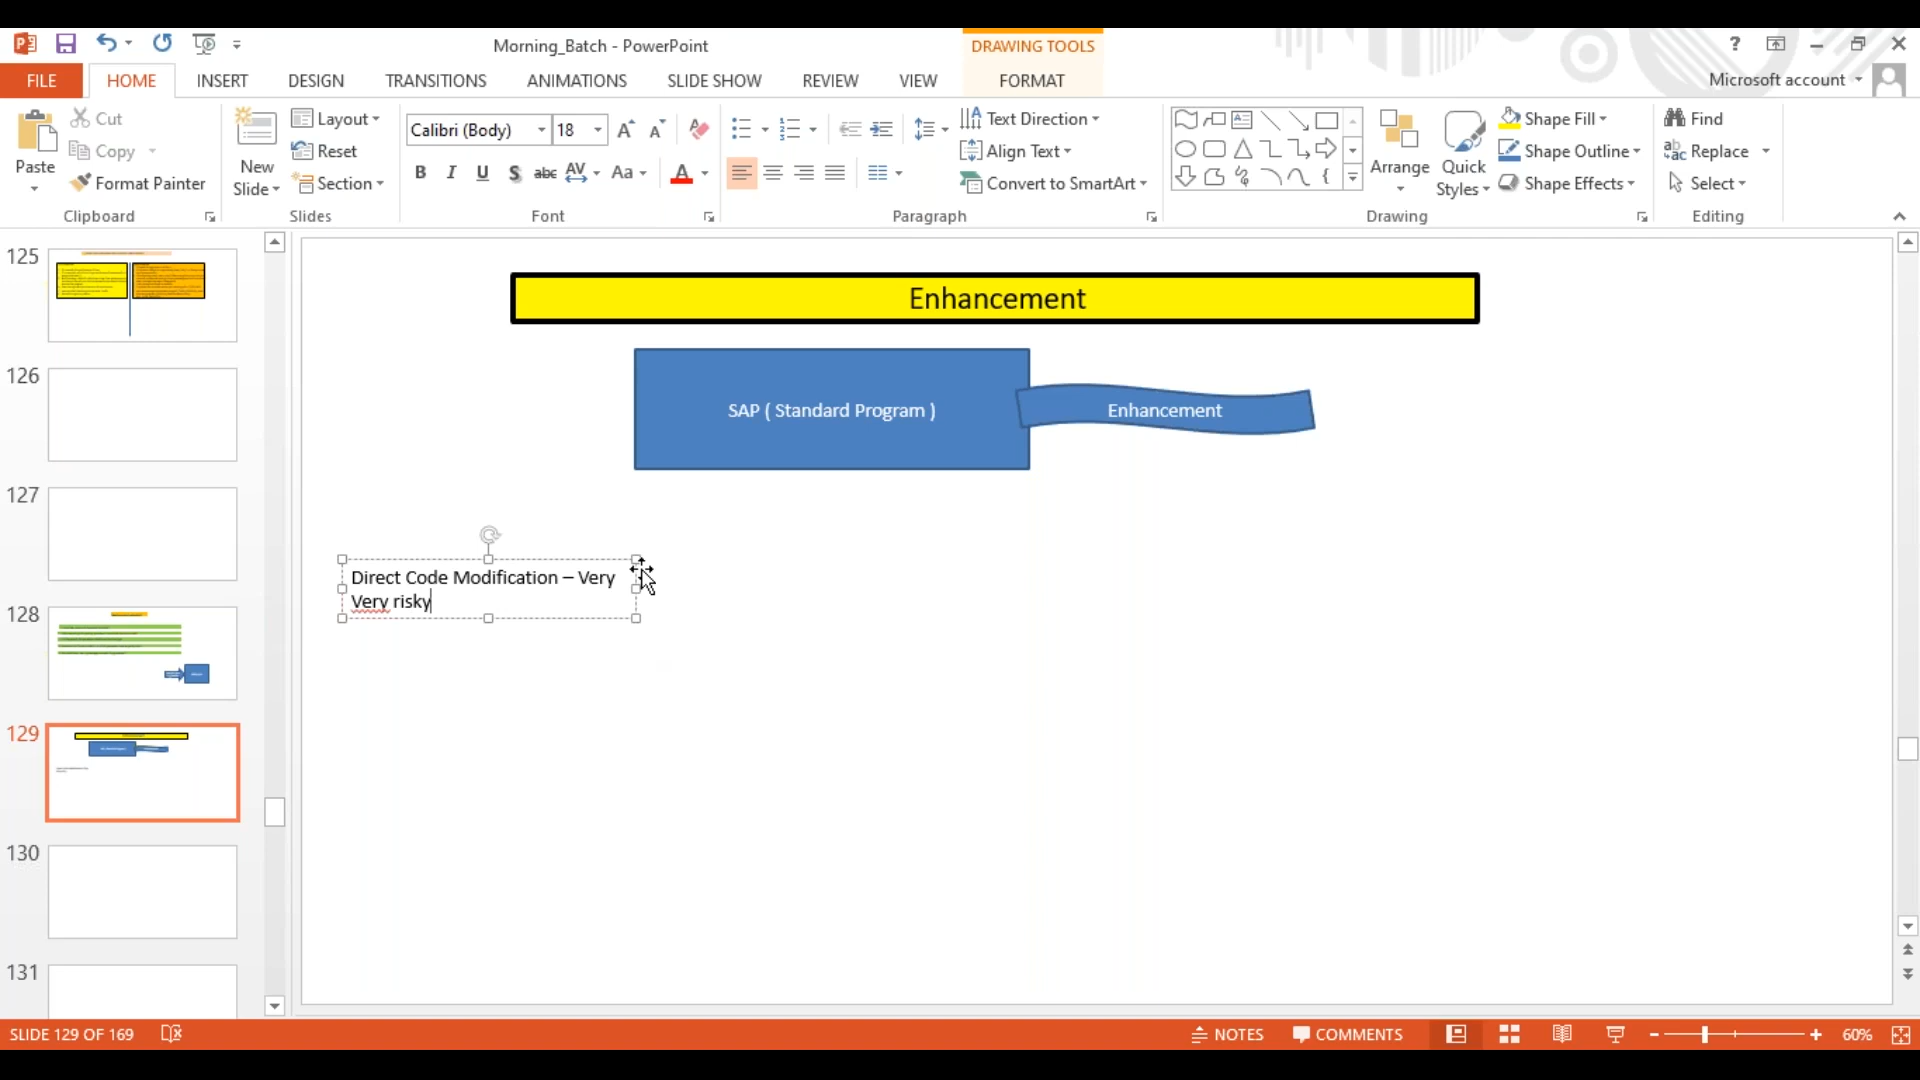 Morning_Batch - PowerPoint
DRAWING TOOLS
?
FILE
HOME
INSERT
DESIGN
TRANSITIONS
ANIMATIONS
SLIDE SHOW
REVIEW
VIEW
FORMAT
Microsoft account
Paste
Cut
Copy
Format Painter
Clipboard
New
Slide
Layout
Reset
Section
Slides
Calibri (Body)
18
B I U S abc AV Aa A
Font
Text Direction
Align Text
Convert to SmartArt
Paragraph
Arrange
Quick
Styles
Shape Fill
Shape Outline
Shape Effects
Drawing
Find
Replace
Select
Editing
125
126
127
128
129
130
131
Enhancement
SAP ( Standard Program )
Enhancement
Direct Code Modification – Very
Very risky
SLIDE 129 OF 169
NOTES
COMMENTS
60%